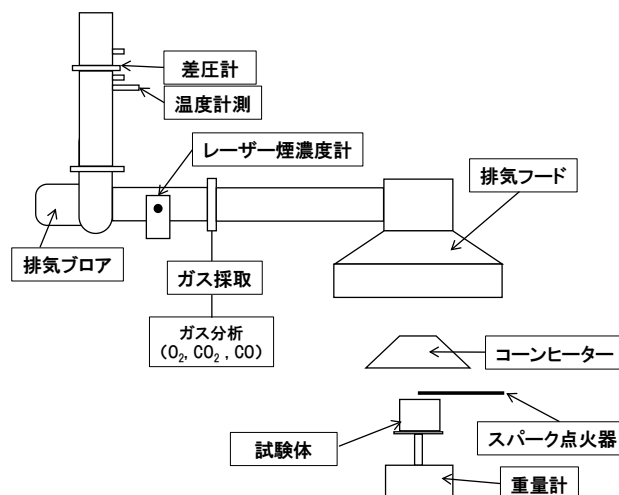 差圧計
温度計測
レーザー煙濃度計
排気フード
排気ブロア
ガス採取
ガス分析
(O₂, CO₂ , CO)
コーンヒーター
試験体
スパーク点火器
重量計